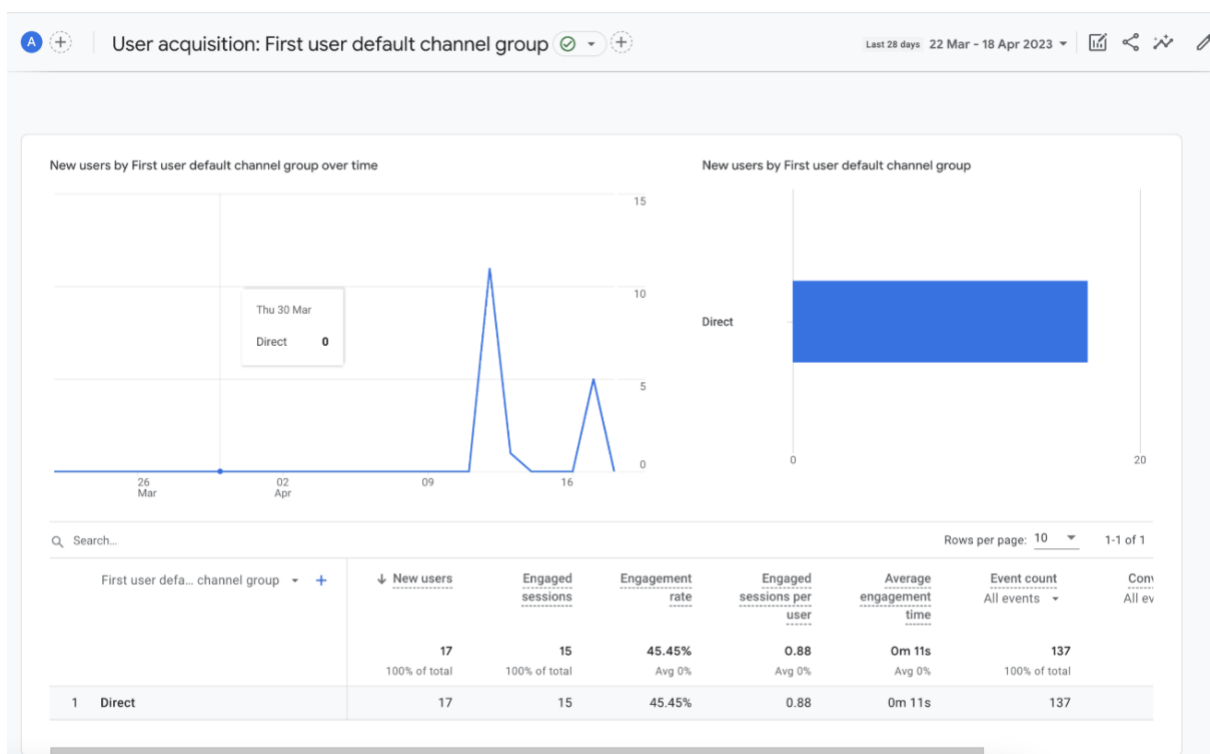 A
User acquisition: First user default channel group
Last 28 days 22 Mar - 18 Apr 2023
New users by First user default channel group over time
15
10
5
0
Thu 30 Mar
Direct 0
26
Mar
02
Apr
09
16
New users by First user default channel group
Direct
0
20
Search...
Rows per page: 10 1-1 of 1
First user defa... channel group
New users
Engaged
sessions
Engagement
rate
Engaged
sessions per
user
Average
engagement
time
Event count
All events
Conv
All ev
17 15 45.45% 0.88 0m 11s 137
100% of total 100% of total Avg 0% Avg 0% Avg 0% 100% of total
1 Direct 17 15 45.45% 0.88 0m 11s 137